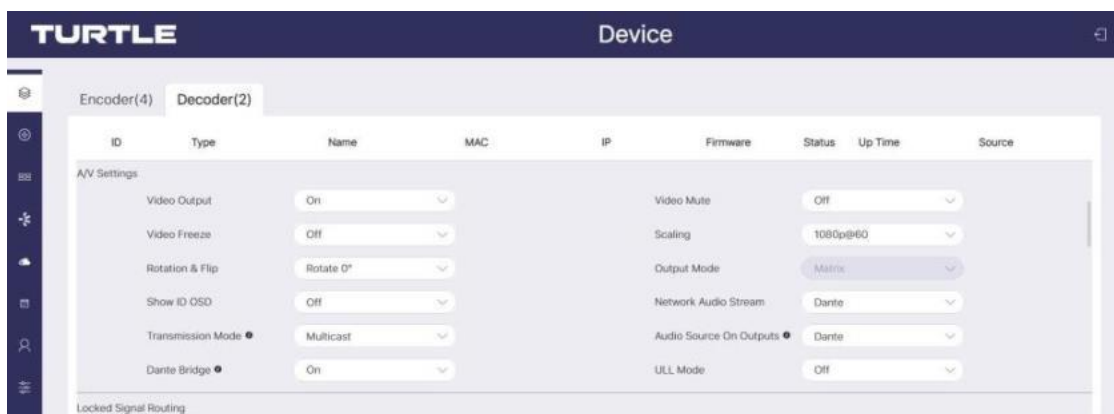 TURTLE Device
Encoder(4) Decoder(2)
ID Type Name MAC IP Firmware Status Up Time Source
A/V Settings
Video Output On Video Mute Off
Video Freeze Off Scaling 1080p@60
Rotation & Flip Rotate 0° Output Mode Matrix
Show ID OSD Off Network Audio Stream Dante
Transmission Mode Multicast Audio Source On Outputs Dante
Dante Bridge On ULL Mode Off
Locked Signal Routing